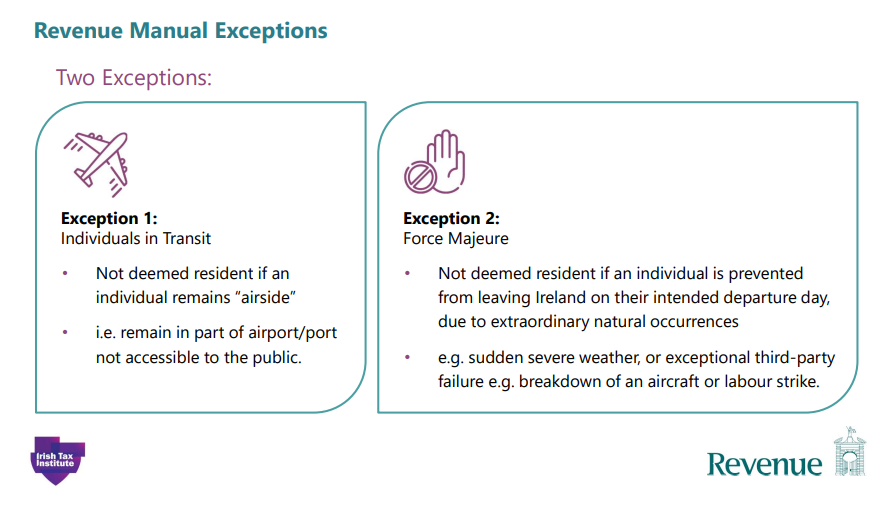 Revenue Manual Exceptions
Two Exceptions:
Exception 1:
Individuals in Transit
• Not deemed resident if an
individual remains “airside”
• i.e. remain in part of airport/port
not accessible to the public.
Exception 2:
Force Majeure
• Not deemed resident if an individual is prevented
from leaving Ireland on their intended departure day,
due to extraordinary natural occurrences
• e.g. sudden severe weather, or exceptional third-party
failure e.g. breakdown of an aircraft or labour strike.
Irish Tax
Institute
Revenue